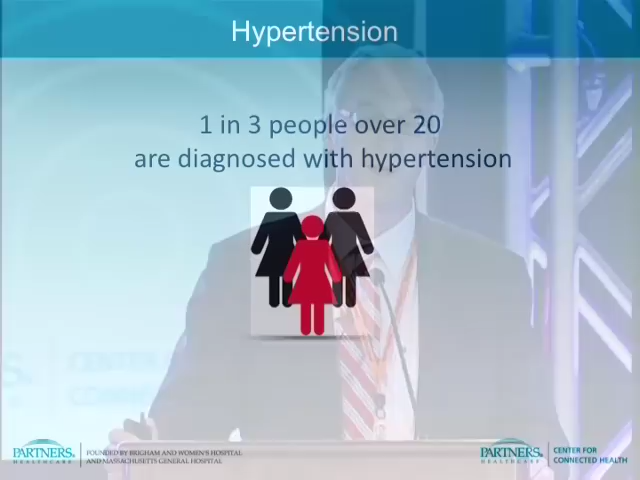 Hypertension
1 in 3 people over 20
are diagnosed with hypertension
PARTNERS.
HEALTHCARE
FOUNDED BY BRIGHAM AND WOMEN'S HOSPITAL
AND MASSACHUSETTS GENERAL HOSPITAL
PARTNERS.
HEALTHCARE
CENTER FOR
CONNECTED HEALTH